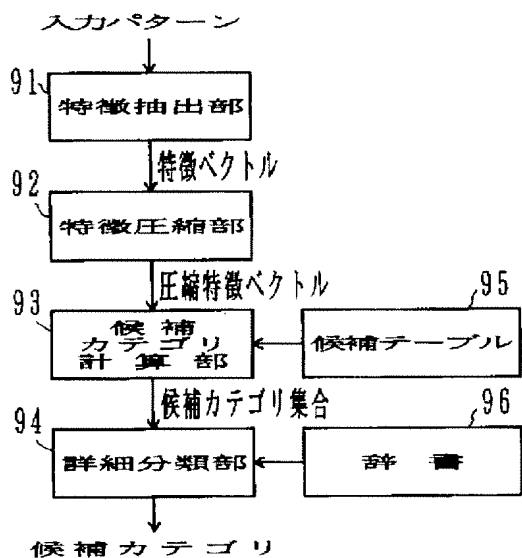 入力パターン
91
特徴抽出部
特徴ベクトル
92
特徴圧縮部
圧縮特徴ベクトル
93
候補
カテゴリ
計算部
95
候補テーブル
候補カテゴリ集合
94
詳細分類部
96
辞書
候補カテゴリ